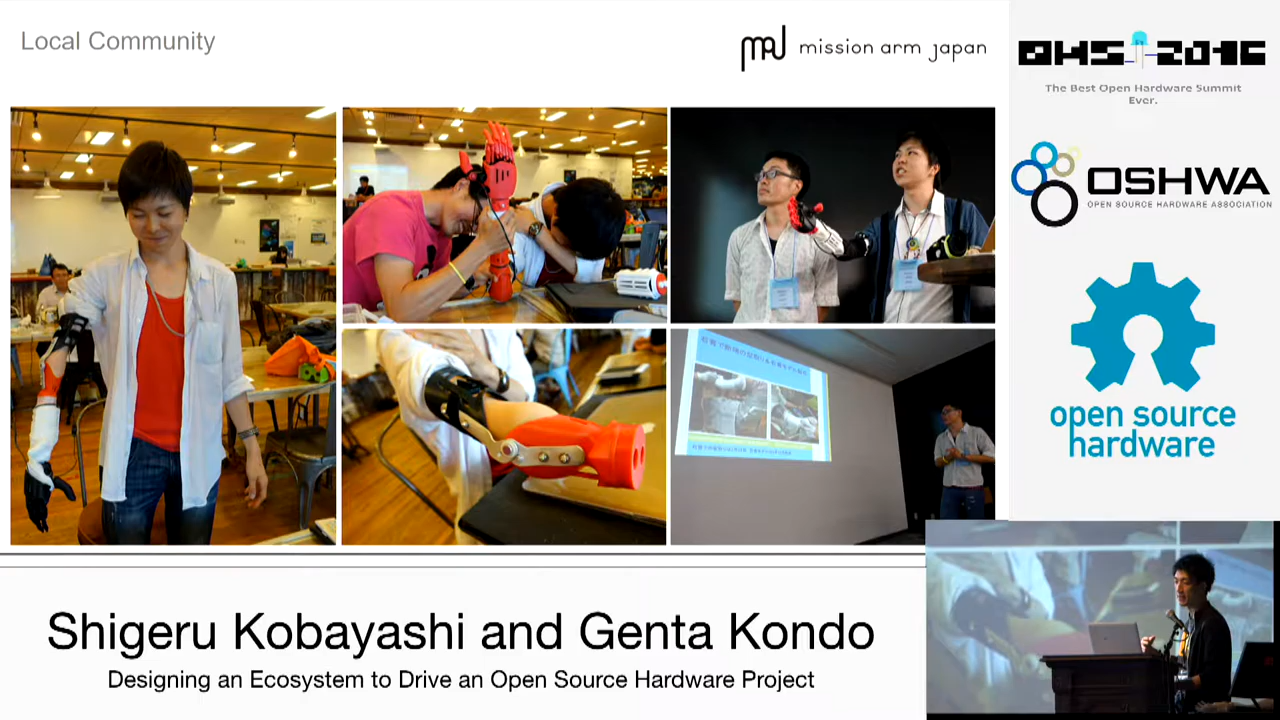 Local Community
maj mission arm japan
OHS 2016
The Best Open Hardware Summit
Ever.
OSHWA
OPEN SOURCE HARDWARE ASSOCIATION
open source
hardware
Shigeru Kobayashi and Genta Kondo
Designing an Ecosystem to Drive an Open Source Hardware Project